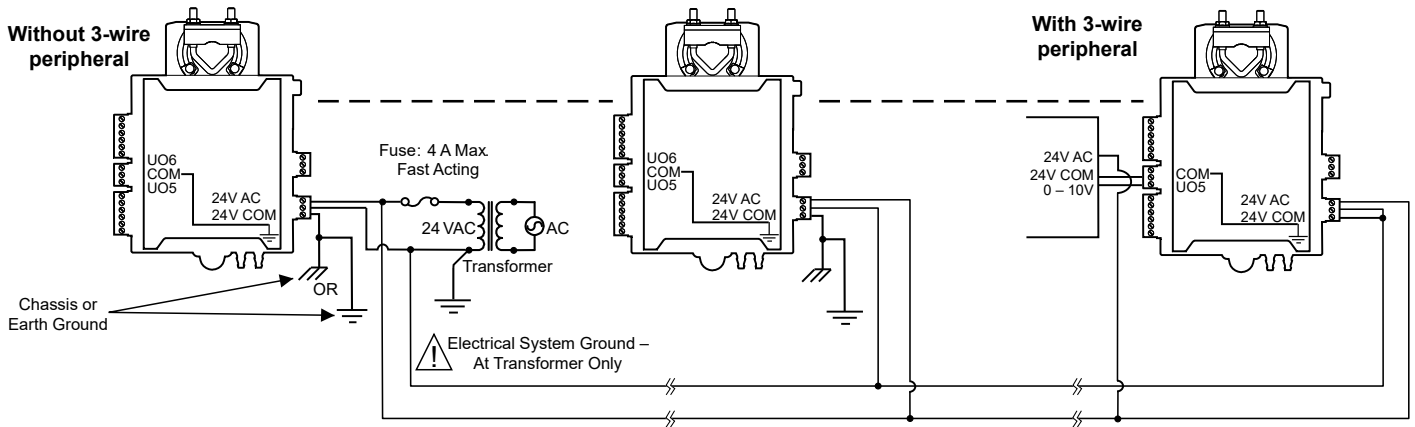 Without 3-wire
peripheral
With 3-wire
peripheral
UO6
COM
UO5
24V AC
24V COM
Fuse: 4 A Max.
Fast Acting
24 VAC
AC
Transformer
OR
Chassis or
Earth Ground
Electrical System Ground –
At Transformer Only
UO6
COM
UO5
24V AC
24V COM
24V AC
24V COM
0 – 10V
COM
UO5
24V AC
24V COM